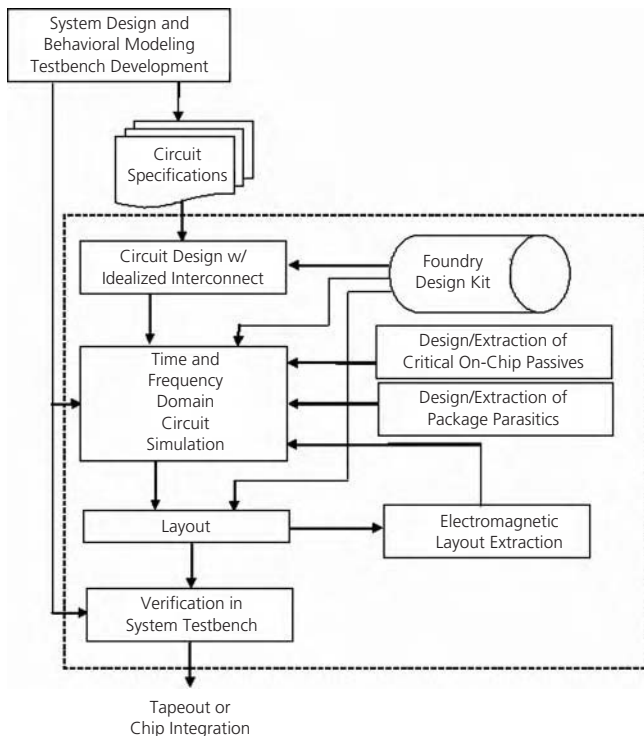 System Design and
Behavioral Modeling
Testbench Development
Circuit
Specifications
Circuit Design w/
Idealized Interconnect
Foundry
Design Kit
Time and
Frequency
Domain
Circuit
Simulation
Design/Extraction of
Critical On-Chip Passives
Design/Extraction of
Package Parasitics
Layout
Electromagnetic
Layout Extraction
Verification in
System Testbench
Tapeout or
Chip Integration